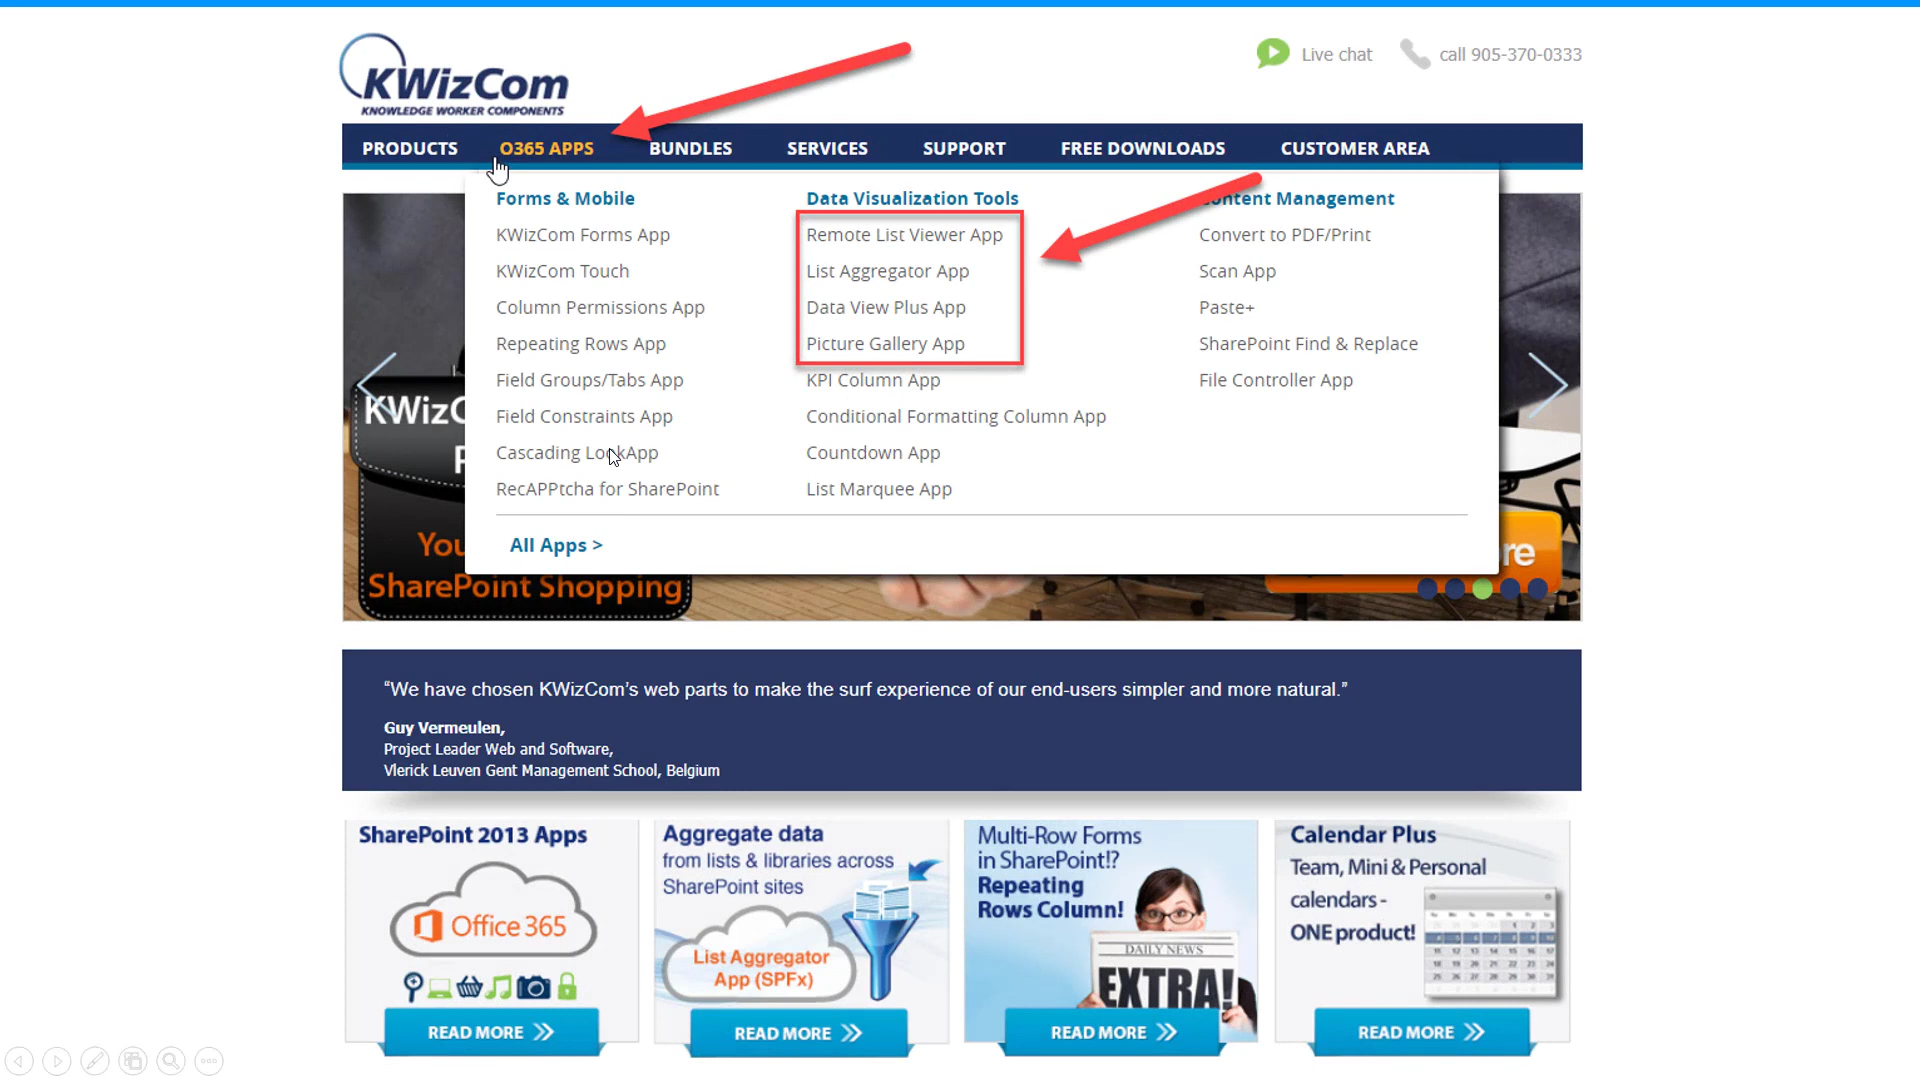 KWizCom
KNOWLEDGE WORKER COMPONENTS
Live chat
call 905-370-0333
PRODUCTS
O365 APPS
BUNDLES
SERVICES
SUPPORT
FREE DOWNLOADS
CUSTOMER AREA
Forms & Mobile
KWizCom Forms App
KWizCom Touch
Column Permissions App
Repeating Rows App
Field Groups/Tabs App
Field Constraints App
Cascading LookApp
RecAPPtcha for SharePoint
All Apps >
Data Visualization Tools
Remote List Viewer App
List Aggregator App
Data View Plus App
Picture Gallery App
KPI Column App
Conditional Formatting Column App
Countdown App
List Marquee App
ontent Management
Convert to PDF/Print
Scan App
Paste+
SharePoint Find & Replace
File Controller App
KWizC
You
SharePoint Shopping
re
“We have chosen KWizCom’s web parts to make the surf experience of our end-users simpler and more natural.”
Guy Vermeulen,
Project Leader Web and Software,
Vlerick Leuven Gent Management School, Belgium
SharePoint 2013 Apps
Office 365
READ MORE
Aggregate data
from lists & libraries across
SharePoint sites
List Aggregator
App (SPFx)
READ MORE
Multi-Row Forms
in SharePoint!?
Repeating
Rows Column!
DAILY NEWS
EXTRA!
READ MORE
Calendar Plus
Team, Mini & Personal
calendars -
ONE product!
READ MORE